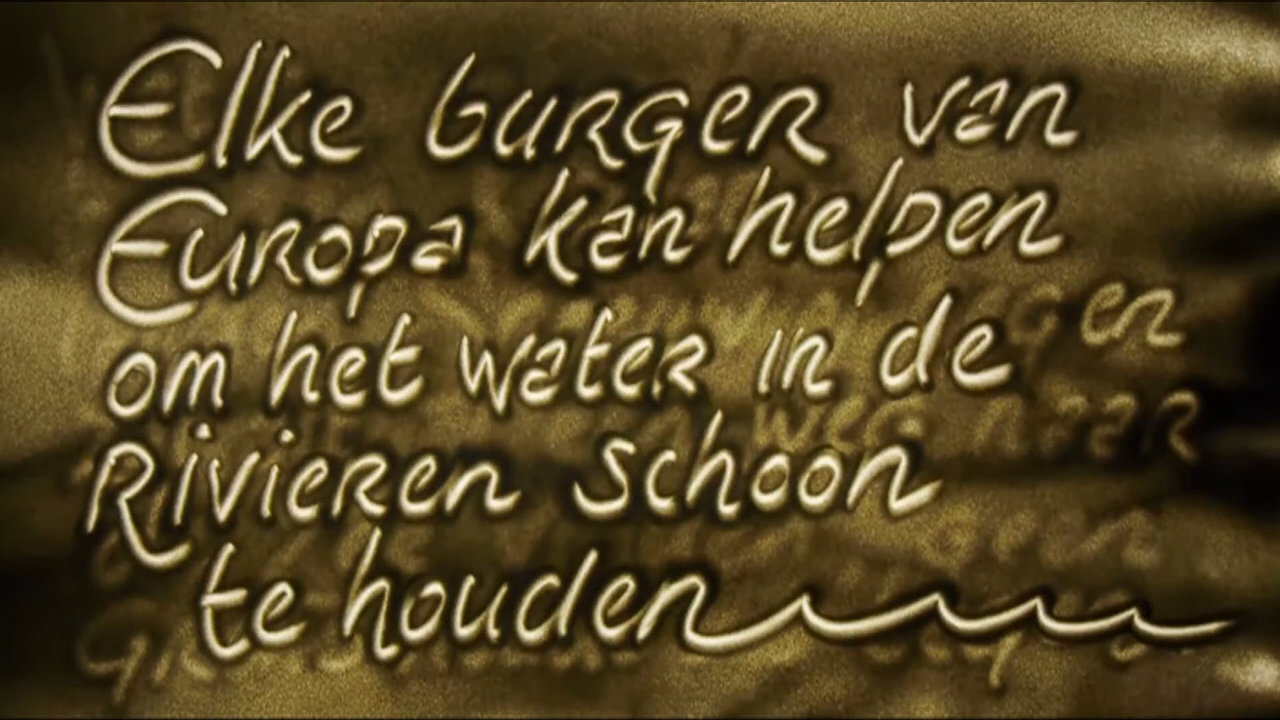 Elke burger van
Europa kan helpen
om het water in de
Rivieren schoon
te houden